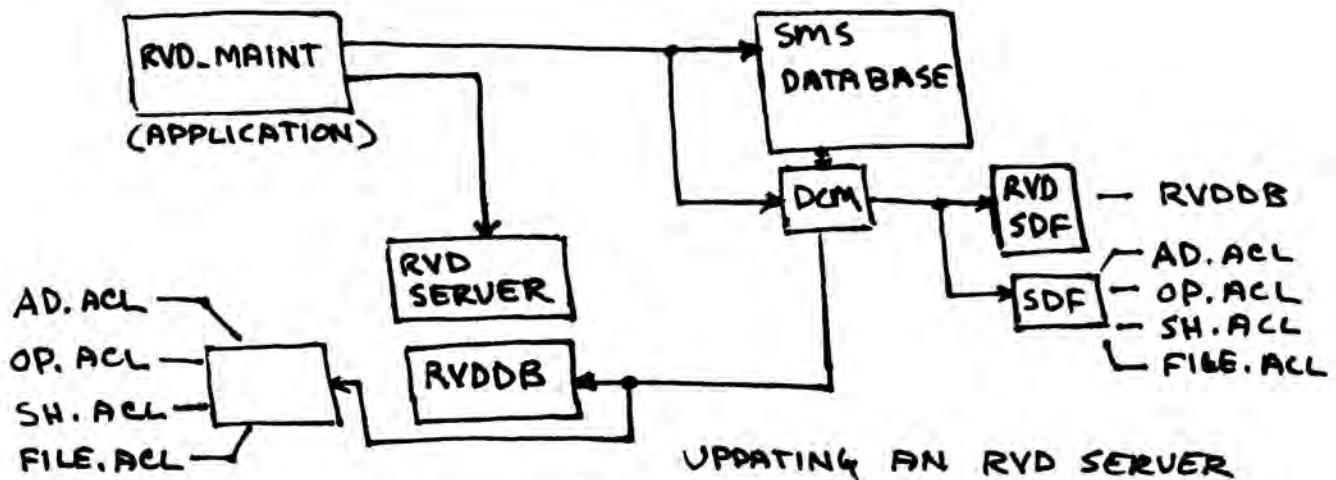 RVD_MAINT
(APPLICATION)
SMS
DATABASE
DCM
RVD
SDF
RVDDB
SDF
AD.ACL
OP.ACL
SH.ACL
FILE.ACL
RVD
SERVER
RVDDB
AD.ACL
OP.ACL
SH.ACL
FILE.ACL
UPDATING AN RVD SERVER